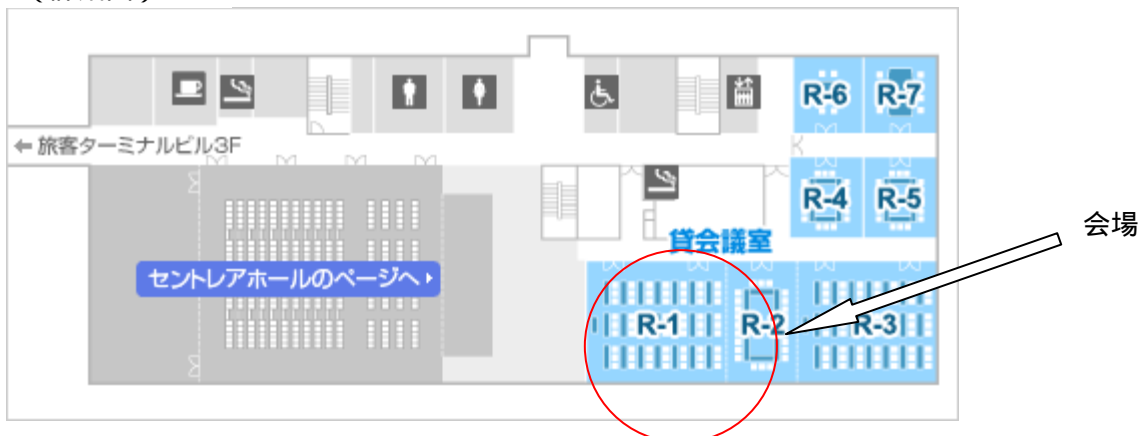 R-6
R-7
← 旅客ターミナルビル3F
R-4
R-5
会場
貸会議室
セントレアホールのページへ
R-1
R-2
R-3